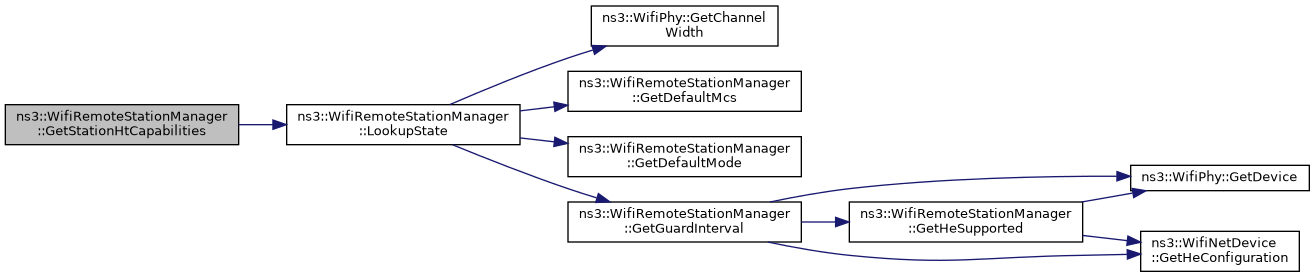 ns3::WifiRemoteStationManager
::GetStationHtCapabilities
ns3::WifiRemoteStationManager
::LookupState
ns3::WifiPhy::GetChannel
Width
ns3::WifiRemoteStationManager
::GetDefaultMcs
ns3::WifiRemoteStationManager
::GetDefaultMode
ns3::WifiRemoteStationManager
::GetGuardInterval
ns3::WifiRemoteStationManager
::GetHeSupported
ns3::WifiPhy::GetDevice
ns3::WifiNetDevice
::GetHeConfiguration